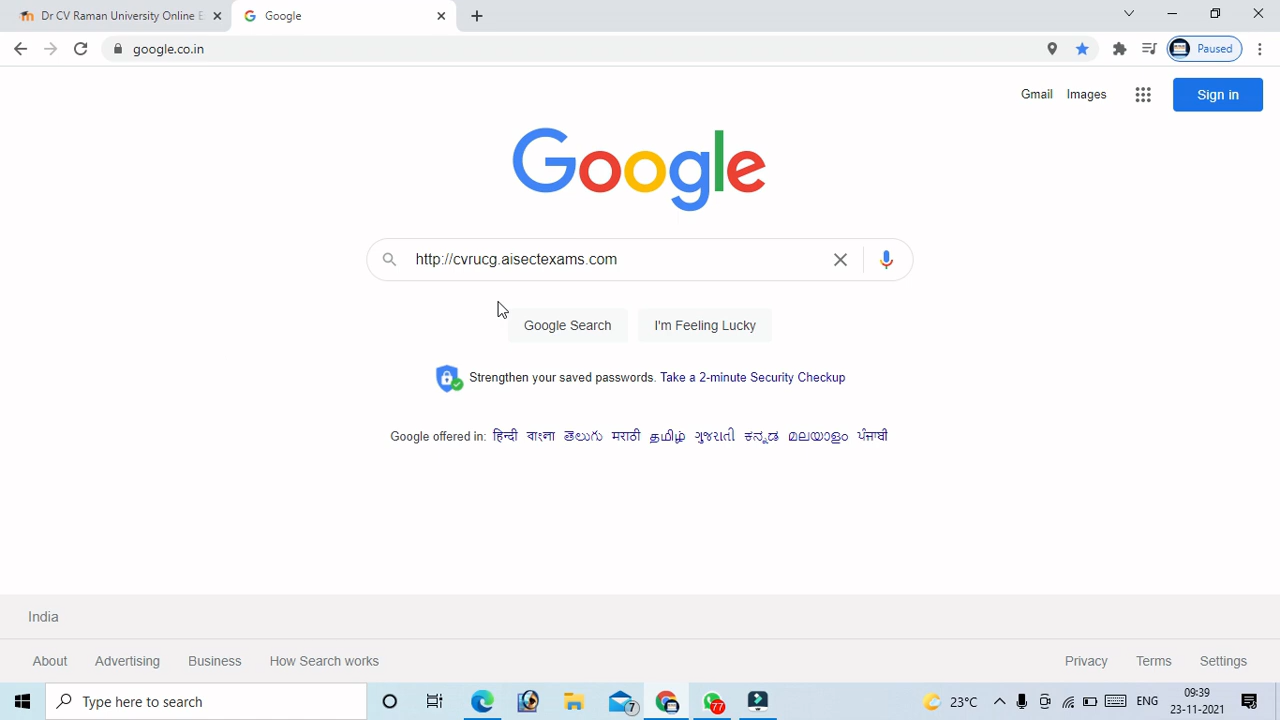 Dr CV Raman University Online E
Google
google.co.in
Paused
Gmail Images
Sign in
Google
http://cvrucg.aisectexams.com
Google Search
I'm Feeling Lucky
Strengthen your saved passwords. Take a 2-minute Security Checkup
Google offered in: हिन्दी বাংলা తెలుగు मराठी தமிழ் ગુજરાતી ಕನ್ನಡ മലയാളം ਪੰਜਾਬੀ
India
About Advertising Business How Search works
Privacy Terms Settings
Type here to search
7
77
23°C
ENG
09:39
23-11-2021